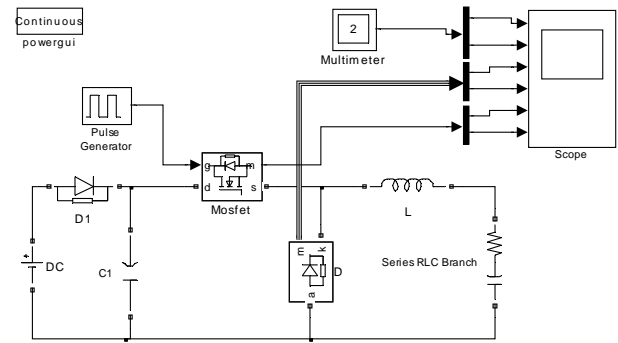 Continuous
powergui
2
Multimeter
Scope
Pulse
Generator
g
m
d
s
Mosfet
D1
L
DC
C1
m
k
D
a
Series RLC Branch